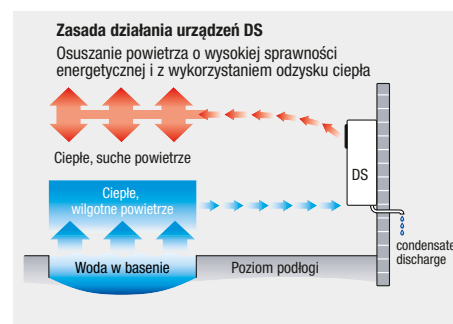 Zasada działania urządzeń DS
Osuszanie powietrza o wysokiej sprawności
energetycznej i z wykorzystaniem odzysku ciepła
Ciepłe, suche powietrze
DS
Ciepłe,
wilgotne powietrze
condensate
discharge
Woda w basenie
Poziom podłogi